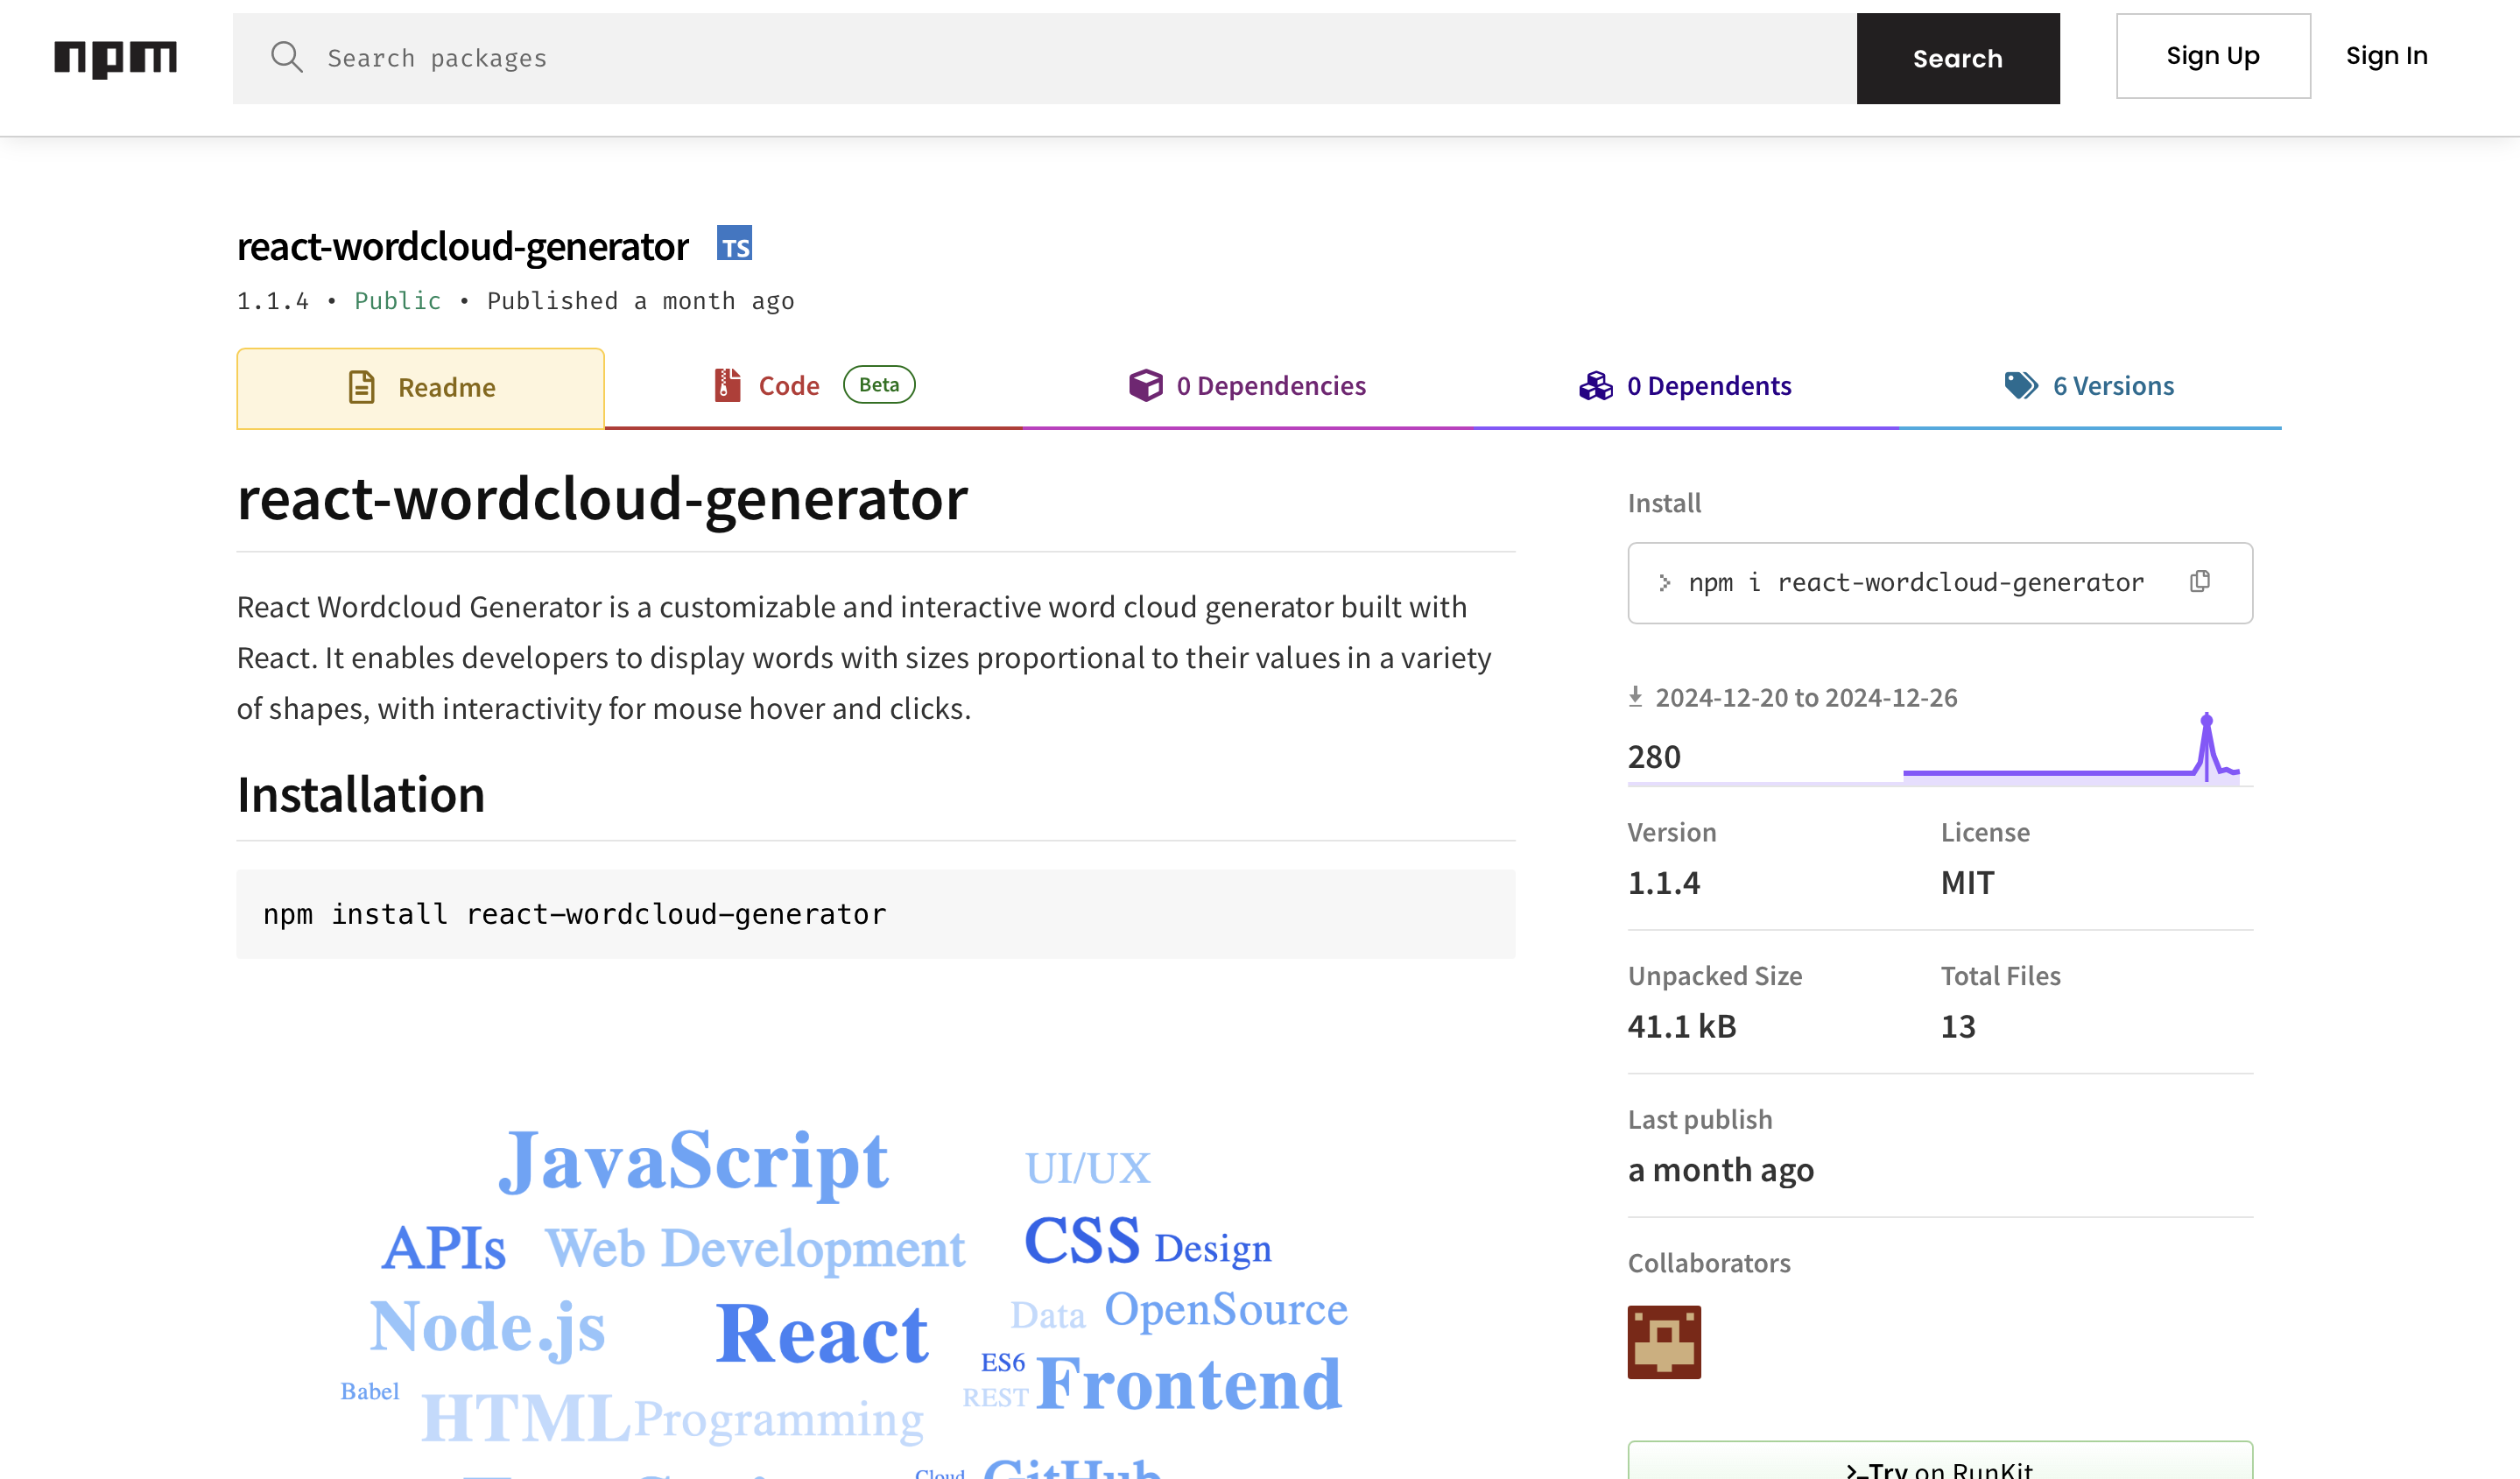 npm
Search packages
Search
Sign Up
Sign In
react-wordcloud-generator
TS
1.1.4 • Public • Published a month ago
Readme
Code
Beta
0 Dependencies
0 Dependents
6 Versions
react-wordcloud-generator
React Wordcloud Generator is a customizable and interactive word cloud generator built with
React. It enables developers to display words with sizes proportional to their values in a variety
of shapes, with interactivity for mouse hover and clicks.
Installation
npm install react-wordcloud-generator
JavaScript
UI/UX
APIs
Web Development
CSS
Design
Node.js
React
Data
OpenSource
ES6
Babel
REST
Frontend
HTML
Programming
Cloud
GitHub
Install
> npm i react-wordcloud-generator
2024-12-20 to 2024-12-26
280
Version
1.1.4
License
MIT
Unpacked Size
41.1 kB
Total Files
13
Last publish
a month ago
Collaborators
Try on RunKit